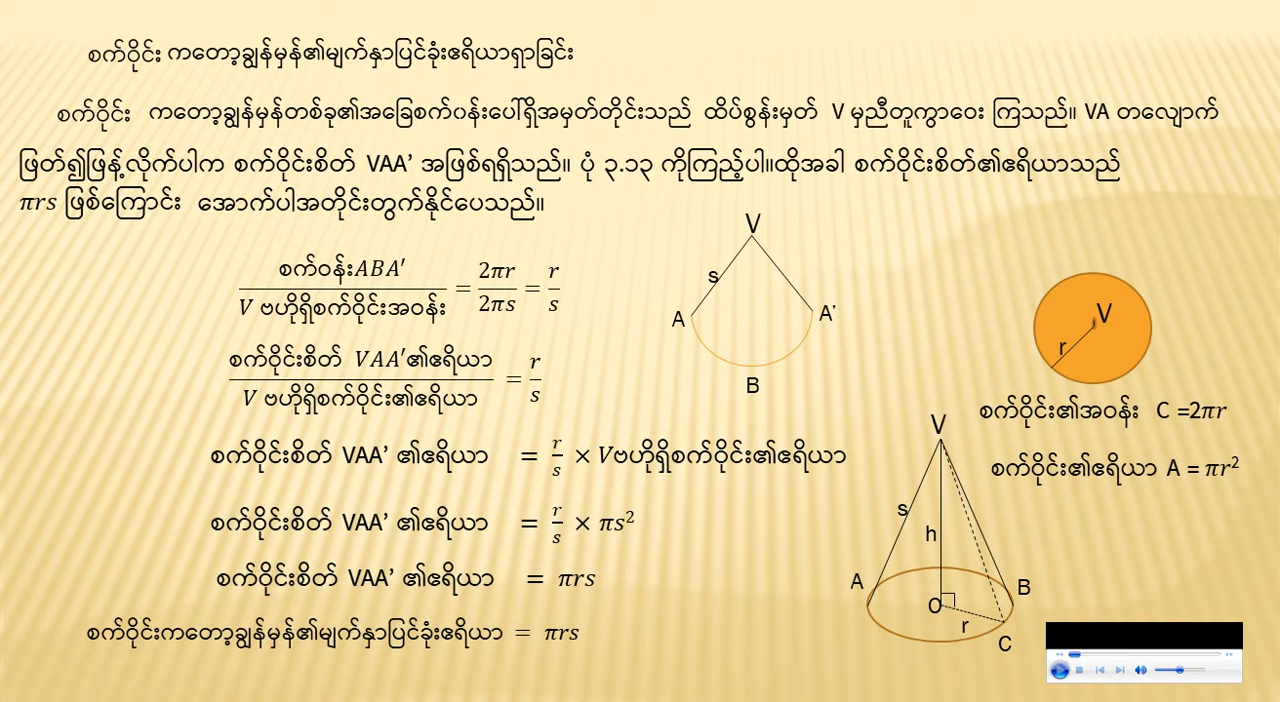 စက်ဝိုင်း ကတော့ချွန်မှန်၏မျက်နှာပြင်ခုံးဧရိယာရှာခြင်း
စက်ဝိုင်း ကတော့ချွန်မှန်တစ်ခု၏အခြေစက်ဝန်းပေါ်ရှိအမှတ်တိုင်းသည် ထိပ်စွန်းမှတ် V မှညီတူကွာဝေး ကြသည်။ VA တလျောက်
ဖြတ်၍ဖြန့်လိုက်ပါက စက်ဝိုင်းစိတ် VAA’ အဖြစ်ရရှိသည်။ ပုံ ၃.၁၃ ကိုကြည့်ပါ။ထိုအခါ စက်ဝိုင်းစိတ်၏ဧရိယာသည်
πrs ဖြစ်ကြောင်း အောက်ပါအတိုင်းတွက်နိုင်ပေသည်။
စက်ဝန်းABA′ / V ဗဟိုရှိစက်ဝိုင်းအဝန်း = 2πr / 2πs = r / s
စက်ဝိုင်းစိတ် VAA′၏ဧရိယာ / V ဗဟိုရှိစက်ဝိုင်း၏ဧရိယာ = r / s
စက်ဝိုင်းစိတ် VAA’ ၏ဧရိယာ = r/s × Vဗဟိုရှိစက်ဝိုင်း၏ဧရိယာ
စက်ဝိုင်းစိတ် VAA’ ၏ဧရိယာ = r/s × πs²
စက်ဝိုင်းစိတ် VAA’ ၏ဧရိယာ = πrs
စက်ဝိုင်းကတော့ချွန်မှန်၏မျက်နှာပြင်ခုံးဧရိယာ = πrs
V
s
A
A’
B
V
r
စက်ဝိုင်း၏အဝန်း C =2πr
စက်ဝိုင်း၏ဧရိယာ A = πr²
V
s
h
A
B
O
r
C